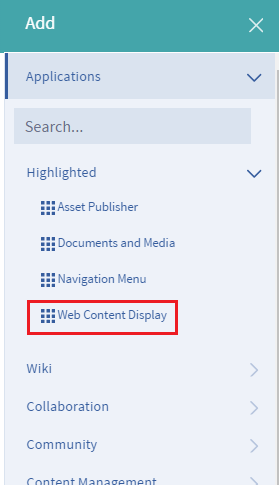 Add
Applications
Search...
Highlighted
Asset Publisher
Documents and Media
Navigation Menu
Web Content Display
Wiki
Collaboration
Community
Content Management